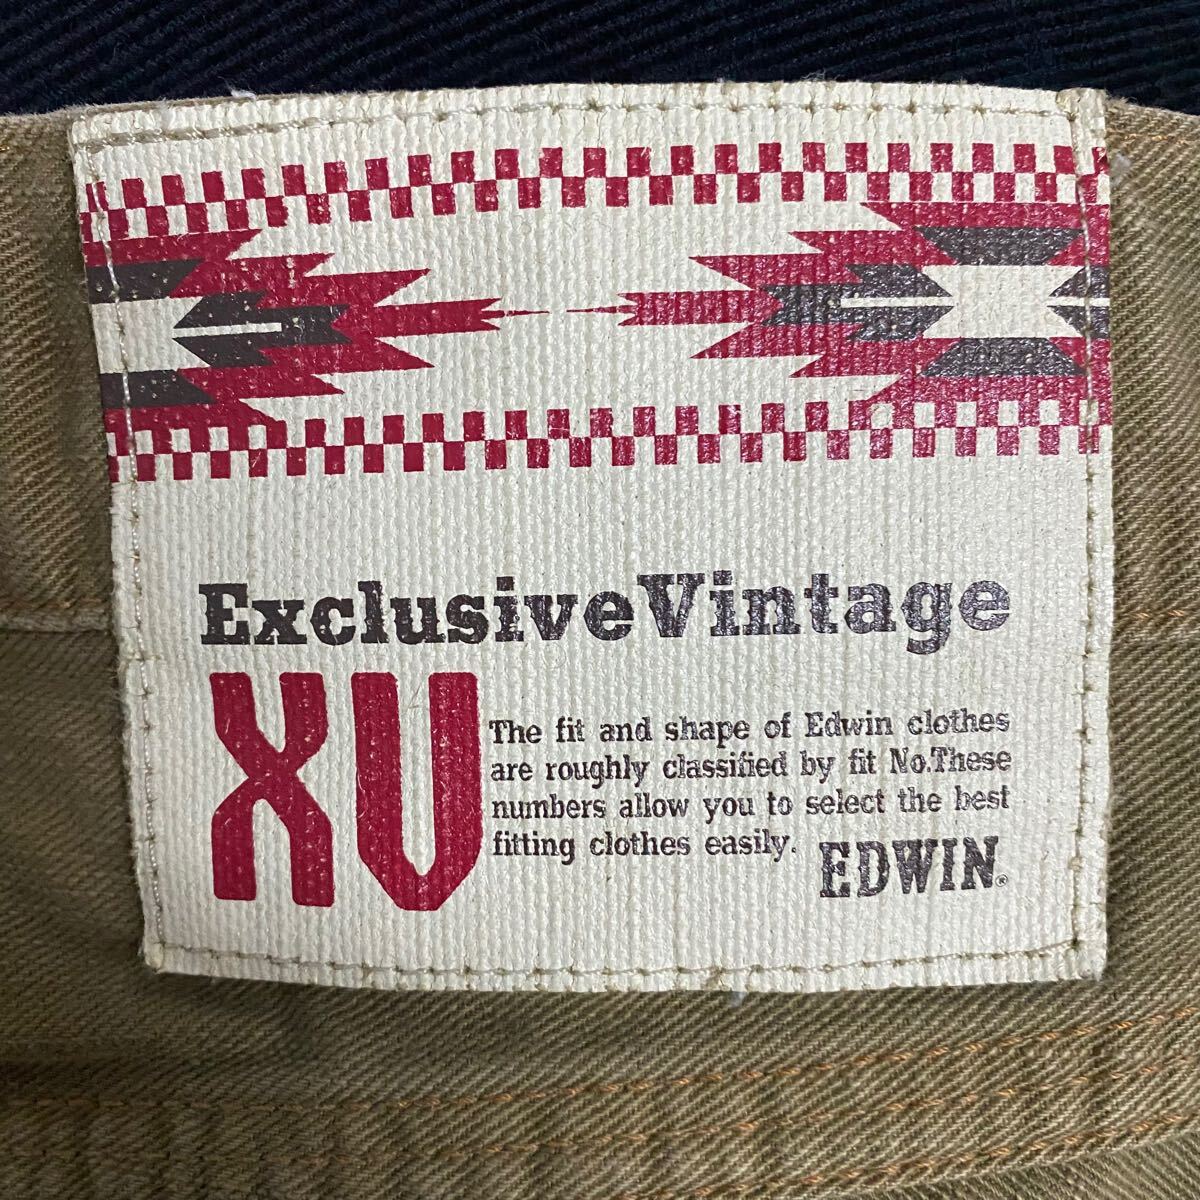 ExclusiveVintage
XV
The fit and shape of Edwin clothes
are roughly classified by fit No.These
numbers allow you to select the best
fitting clothes easily.
EDWIN®